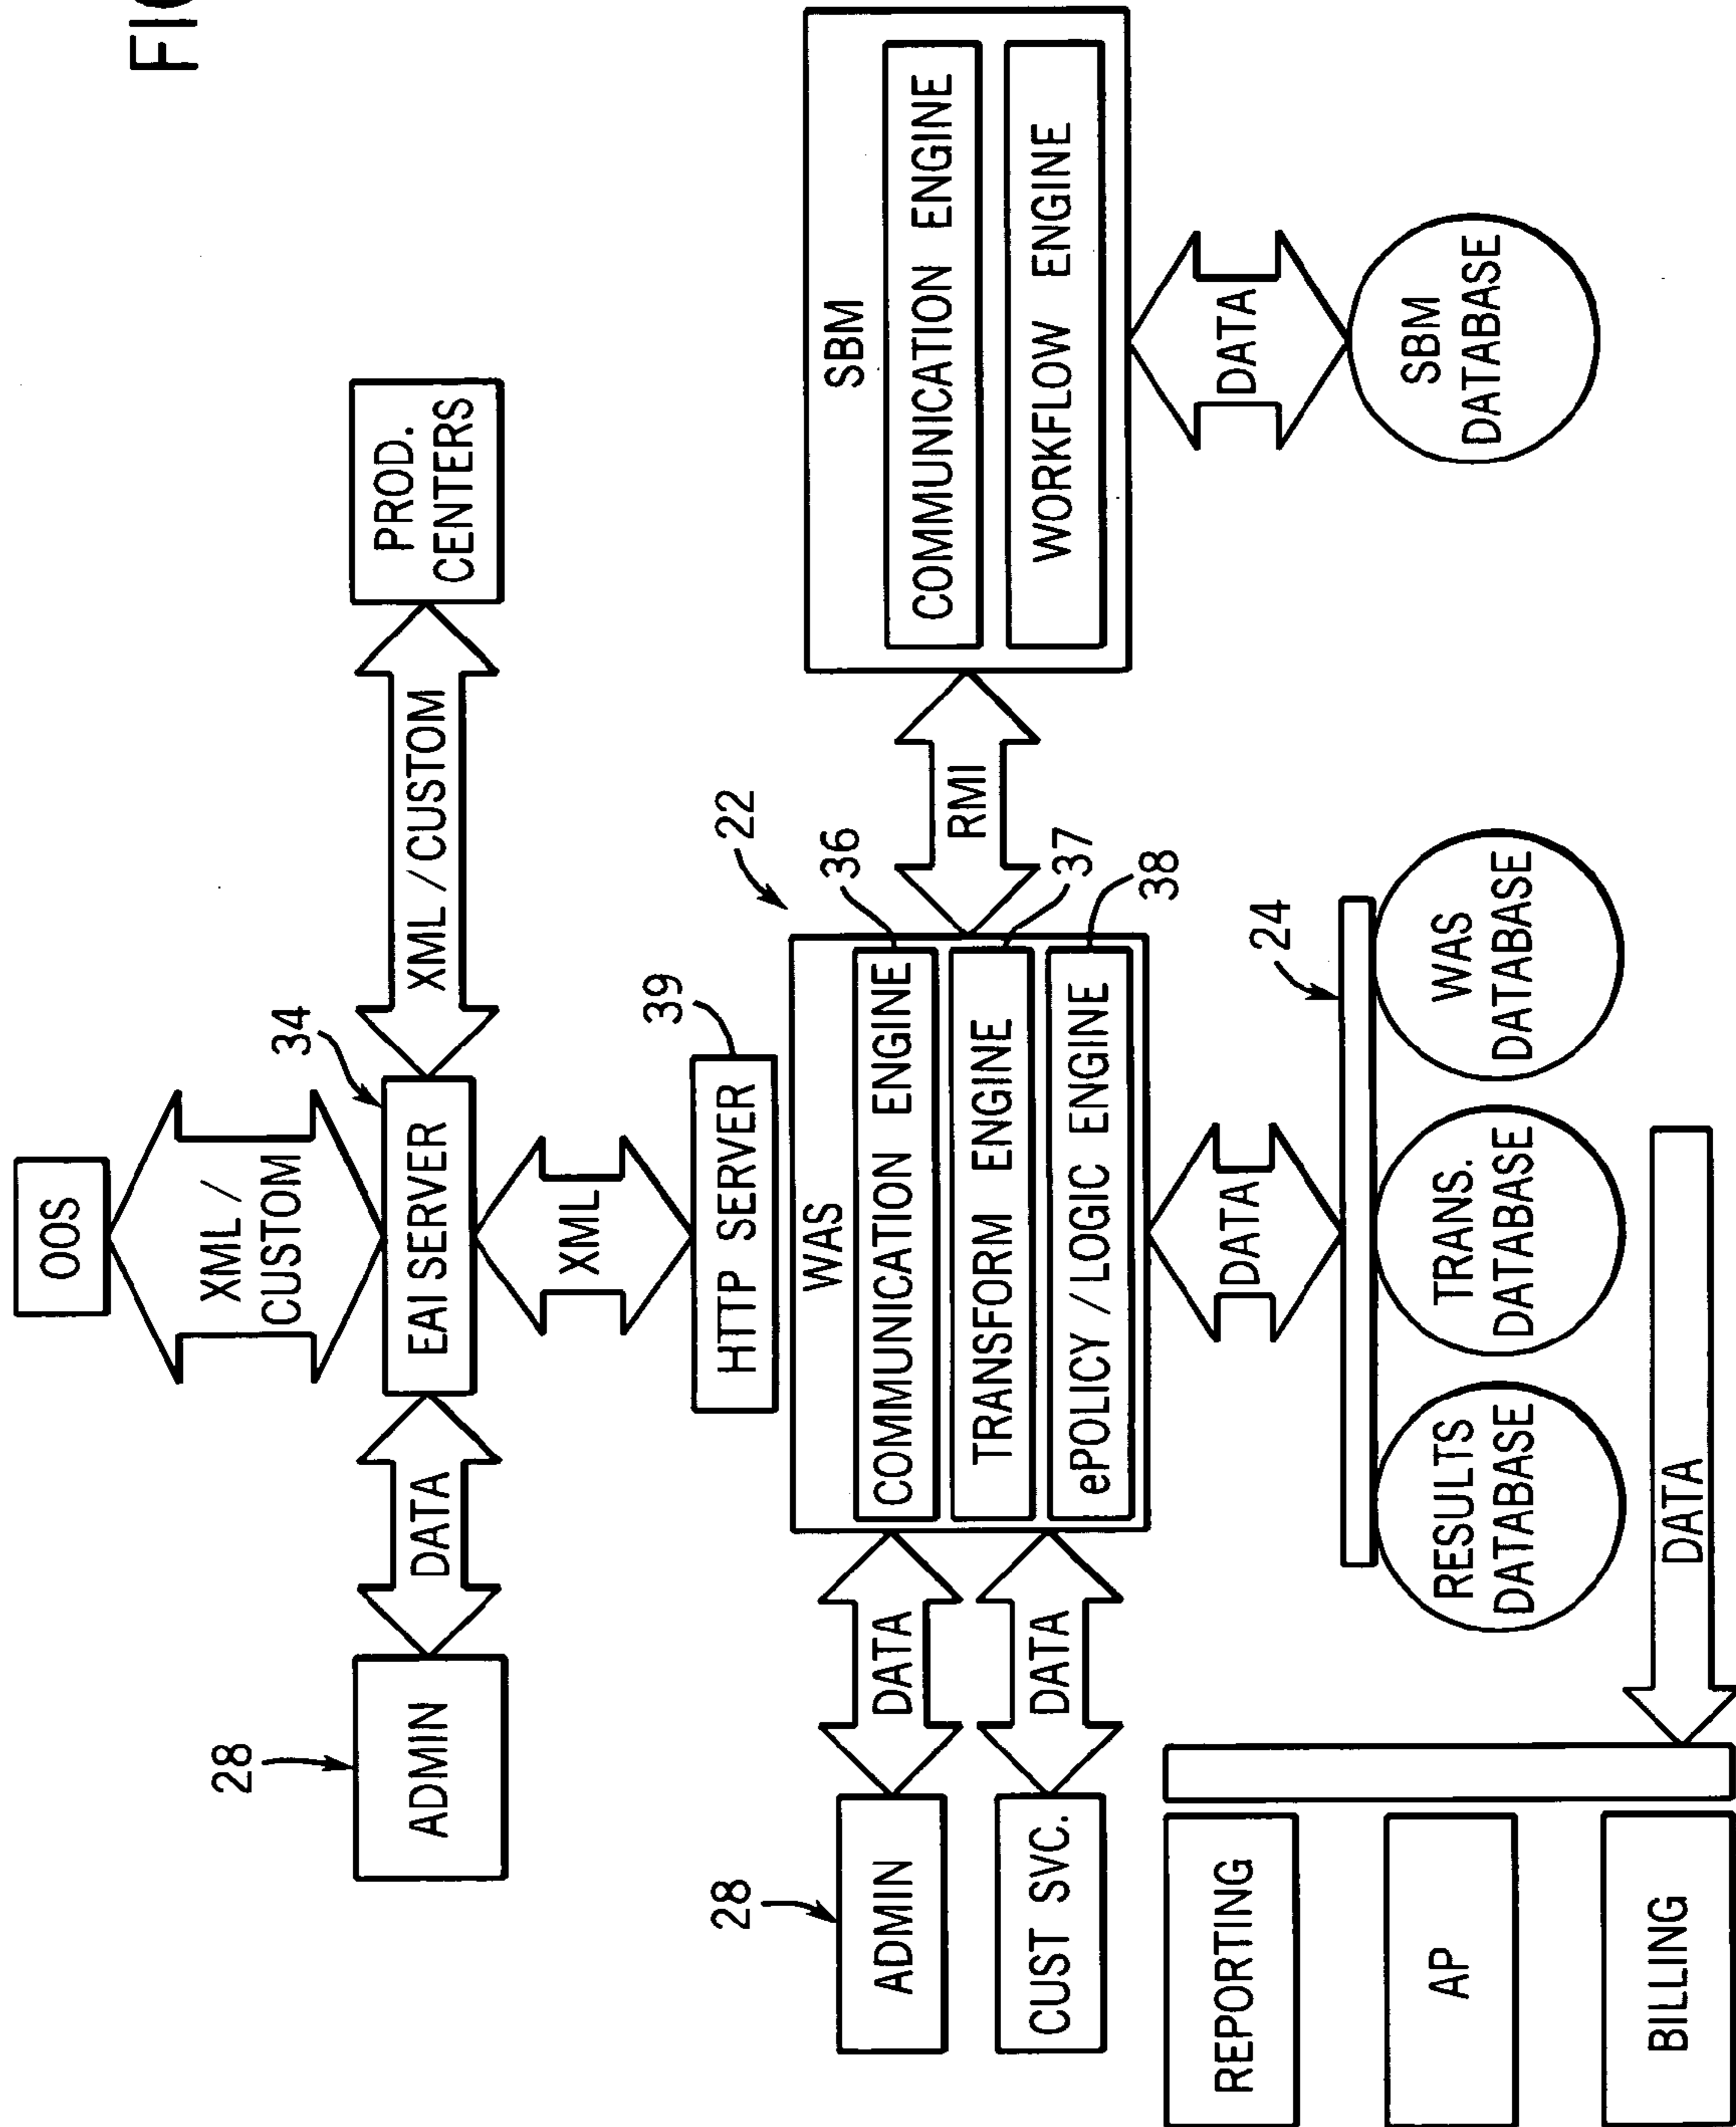 FIG
OOS
XML /
CUSTOM
34
28
ADMIN
DATA
EAI SERVER
XML / CUSTOM
PROD.
CENTERS
XML
39
HTTP SERVER
22
28
ADMIN
DATA
CUST SVC.
DATA
WAS
COMMUNICATION ENGINE
TRANSFORM ENGINE
ePOLICY / LOGIC ENGINE
36
37
38
RMI
SBM
COMMUNICATION ENGINE
WORKFLOW ENGINE
DATA
SBM
DATABASE
DATA
24
RESULTS
DATABASE
TRANS.
DATABASE
WAS
DATABASE
DATA
REPORTING
AP
BILLING